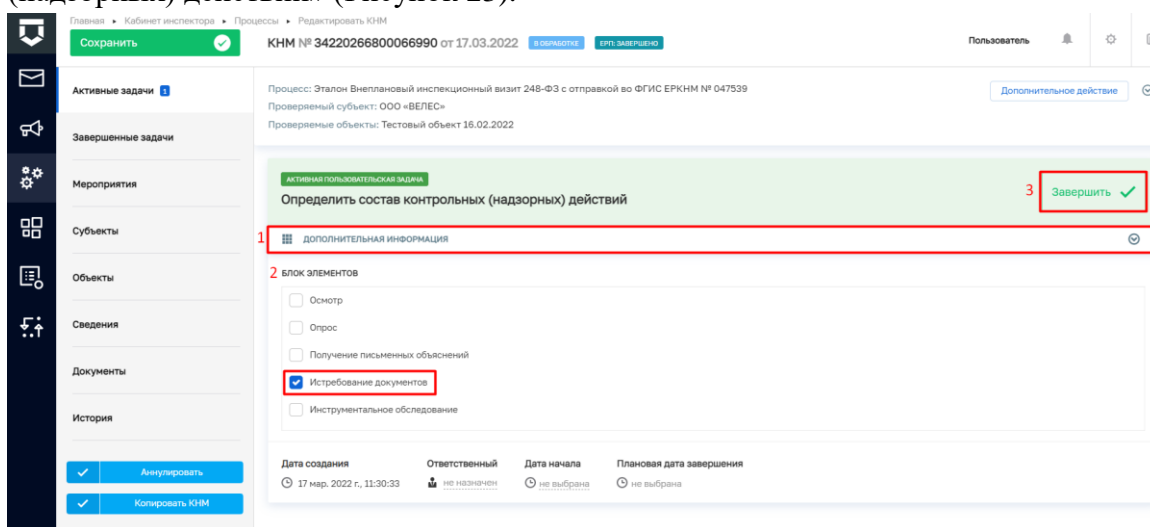 (надзорных) действий» (Рисунок 23).
Главная ▸ Кабинет инспектора ▸ Процессы ▸ Редактировать КНМ
Сохранить
КНМ № 34220266800066990 от 17.03.2022 В ОБРАБОТКЕ ЕРП: ЗАВЕРШЕНО
Пользователь
Активные задачи 1
Процесс: Эталон Внеплановый инспекционный визит 248-ФЗ с отправкой во ФГИС ЕРКНМ № 047539
Дополнительное действие
Проверяемый субъект: ООО «ВЕЛЕС»
Проверяемые объекты: Тестовый объект 16.02.2022
Завершенные задачи
Мероприятия
АКТИВНАЯ ПОЛЬЗОВАТЕЛЬСКАЯ ЗАДАЧА
Определить состав контрольных (надзорных) действий
3 Завершить
Субъекты
1 ДОПОЛНИТЕЛЬНАЯ ИНФОРМАЦИЯ
Объекты
2 БЛОК ЭЛЕМЕНТОВ
Осмотр
Сведения
Опрос
Получение письменных объяснений
Документы
Истребование документов
История
Инструментальное обследование
Дата создания Ответственный Дата начала Плановая дата завершения
Аннулировать
17 мар. 2022 г., 11:30:33 не назначен не выбрана не выбрана
Копировать КНМ